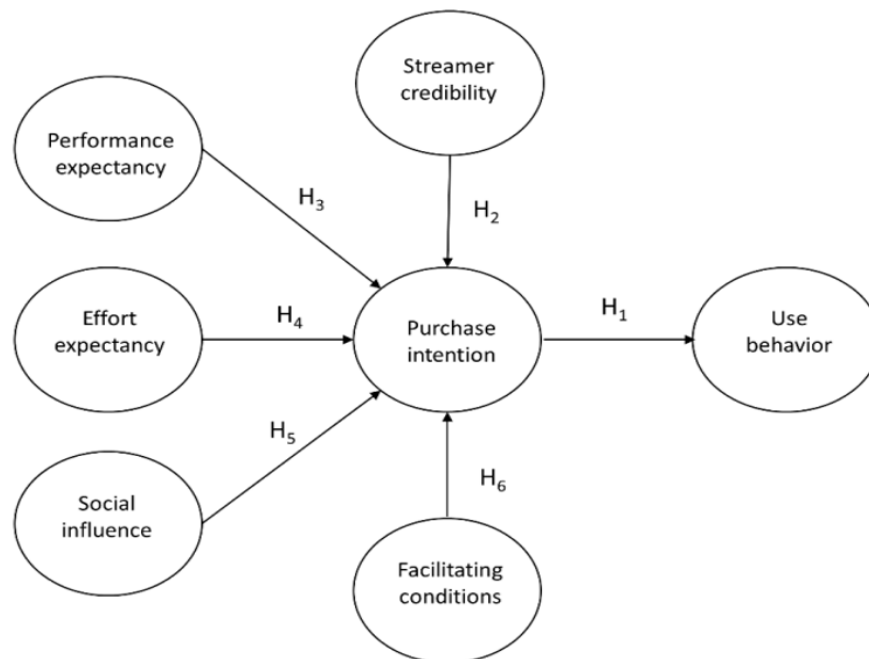 Streamer
credibility
Performance
expectancy
H₃
H₂
Effort
expectancy
H₄
Purchase
intention
H₁
Use
behavior
H₅
Social
influence
H₆
Facilitating
conditions